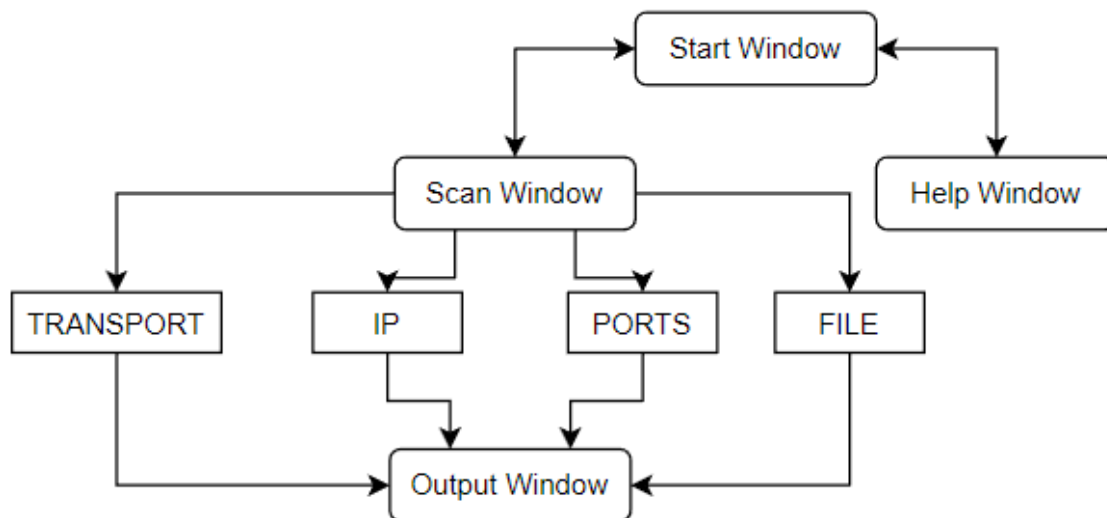 Start Window
Scan Window
Help Window
TRANSPORT
IP
PORTS
FILE
Output Window